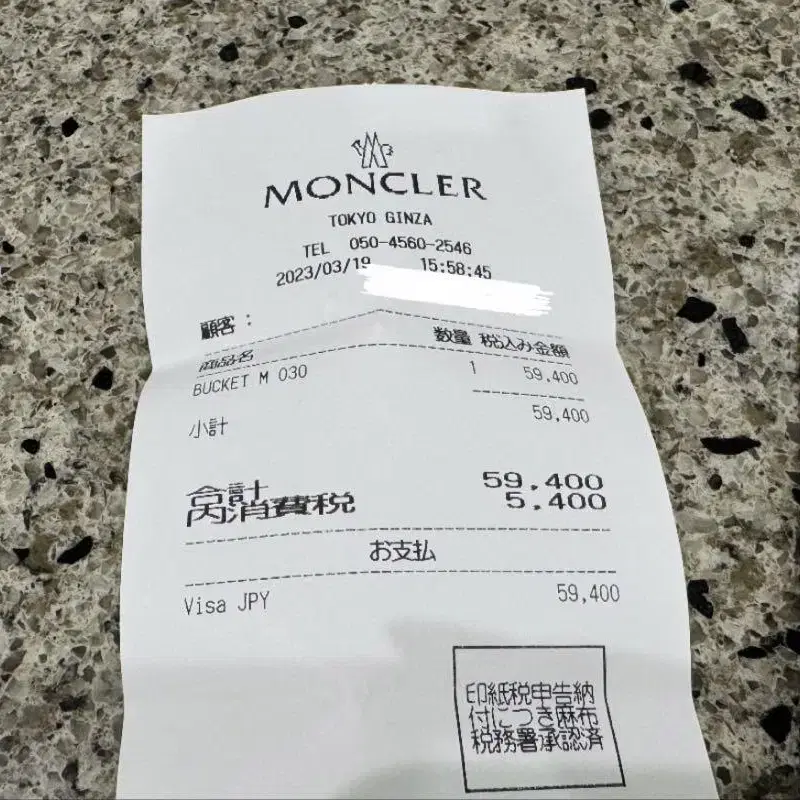 MONCLER
TOKYO GINZA
TEL 050-4560-2546
2023/03/19 15:58:45
顧客:
商品名 数量 税込み金額
BUCKET M 030 1 59,400
小計 59,400
合計 59,400
内消費税 5,400
お支払
Visa JPY 59,400
印紙税申告納
付につき麻布
税務署承認済